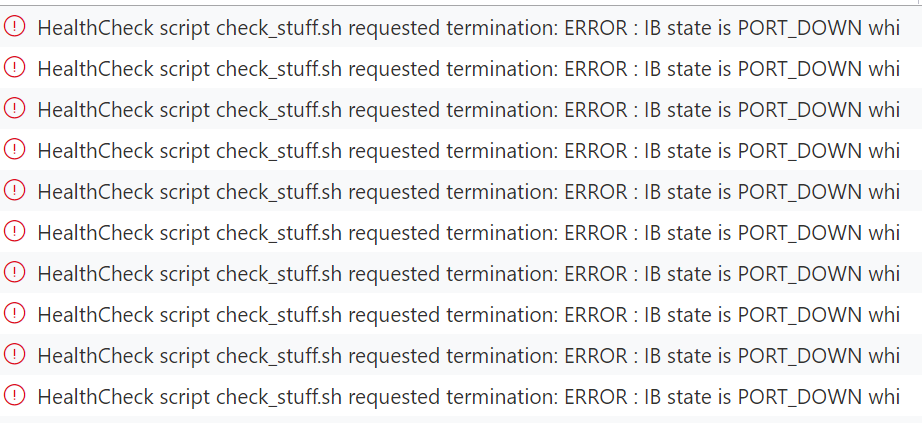 HealthCheck script check_stuff.sh requested termination: ERROR : IB state is PORT_DOWN whi
HealthCheck script check_stuff.sh requested termination: ERROR : IB state is PORT_DOWN whi
HealthCheck script check_stuff.sh requested termination: ERROR : IB state is PORT_DOWN whi
HealthCheck script check_stuff.sh requested termination: ERROR : IB state is PORT_DOWN whi
HealthCheck script check_stuff.sh requested termination: ERROR : IB state is PORT_DOWN whi
HealthCheck script check_stuff.sh requested termination: ERROR : IB state is PORT_DOWN whi
HealthCheck script check_stuff.sh requested termination: ERROR : IB state is PORT_DOWN whi
HealthCheck script check_stuff.sh requested termination: ERROR : IB state is PORT_DOWN whi
HealthCheck script check_stuff.sh requested termination: ERROR : IB state is PORT_DOWN whi
HealthCheck script check_stuff.sh requested termination: ERROR : IB state is PORT_DOWN whi